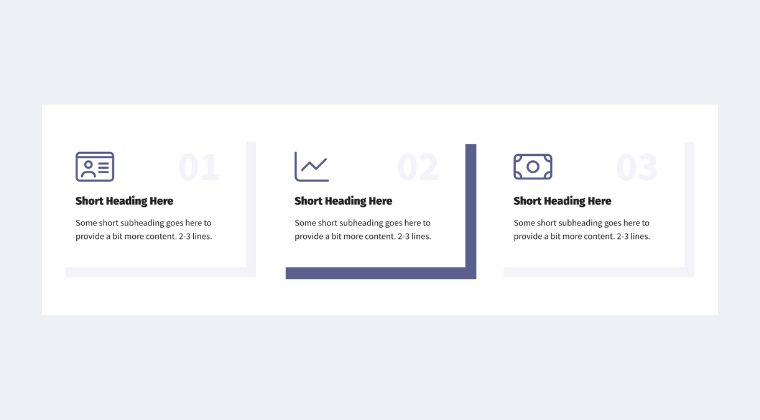 01
Short Heading Here
Some short subheading goes here to
provide a bit more content. 2-3 lines.
02
Short Heading Here
Some short subheading goes here to
provide a bit more content. 2-3 lines.
03
Short Heading Here
Some short subheading goes here to
provide a bit more content. 2-3 lines.